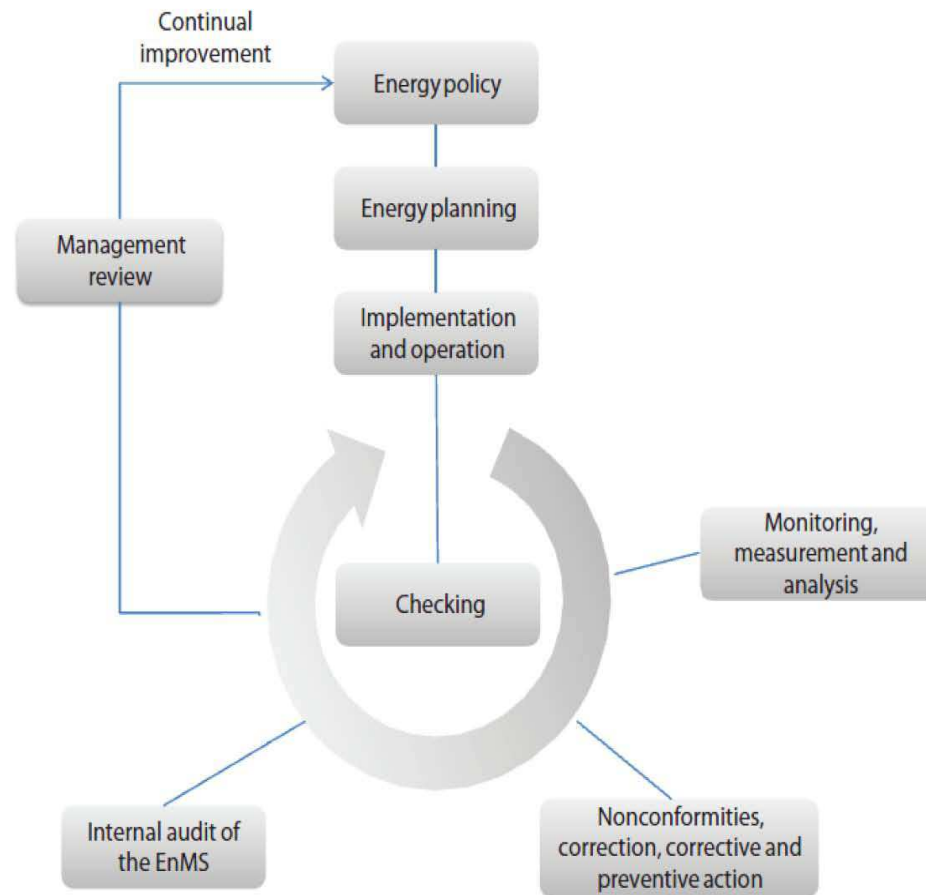 Continual
improvement
Energy policy
Energy planning
Management
review
Implementation
and operation
Monitoring,
measurement and
analysis
Checking
Internal audit of
the EnMS
Nonconformities,
correction, corrective and
preventive action